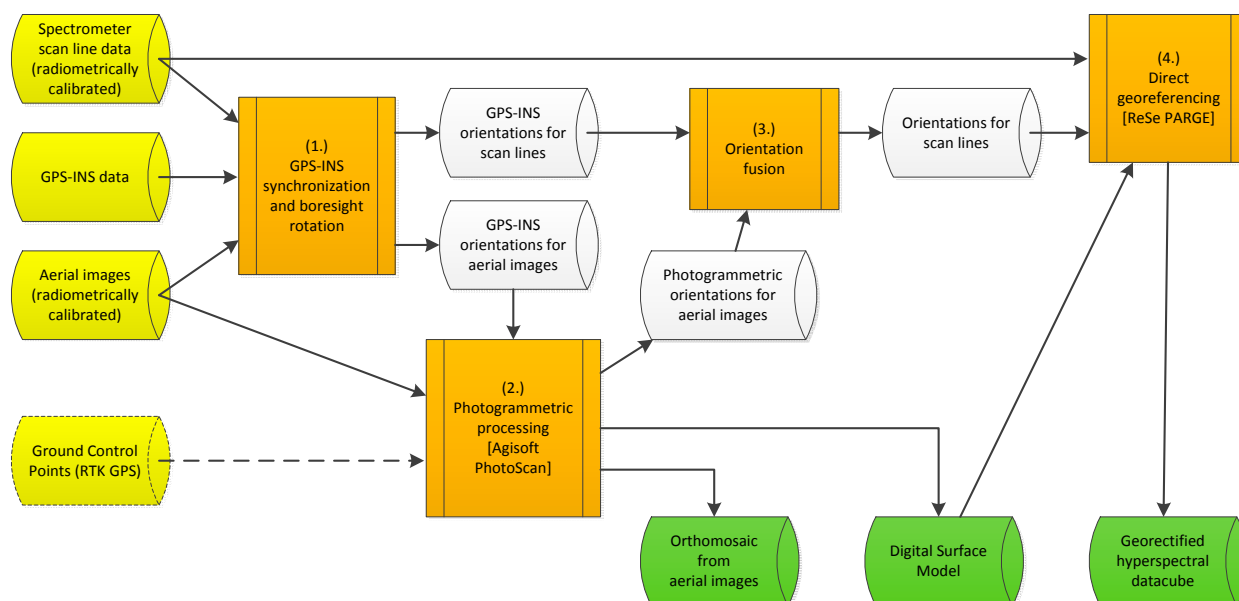 Spectrometer
scan line data
(radiometrically
calibrated)
GPS-INS data
Aerial images
(radiometrically
calibrated)
Ground Control
Points (RTK GPS)
(1.)
GPS-INS
synchronization
and boresight
rotation
GPS-INS
orientations for
scan lines
GPS-INS
orientations for
aerial images
(2.)
Photogrammetric
processing
[Agisoft
PhotoScan]
Photogrammetric
orientations for
aerial images
(3.)
Orientation
fusion
Orientations for
scan lines
(4.)
Direct
georeferencing
[ReSe PARGE]
Orthomosaic
from
aerial images
Digital Surface
Model
Georectified
hyperspectral
datacube